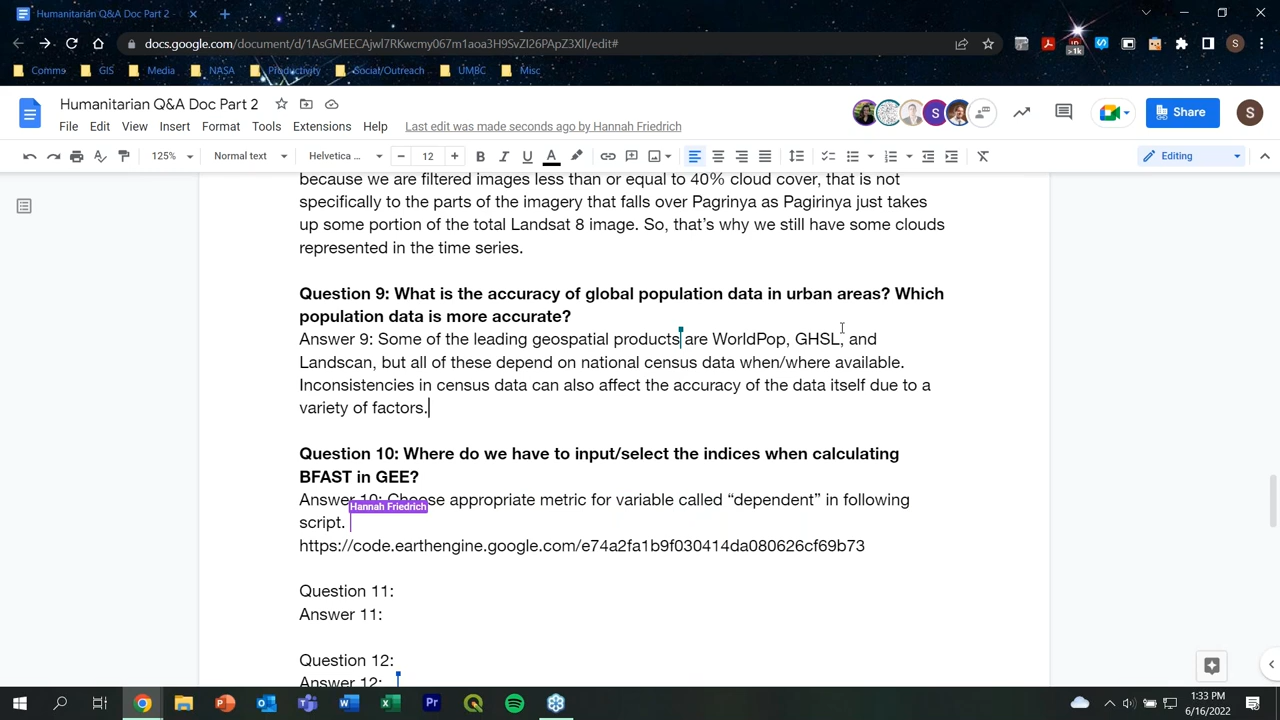 Humanitarian Q&A Doc Part 2
docs.google.com/document/d/1AsGMEECAjwl7RKwcmy067m1aoa3H9SvZI26PApZ3XlI/edit#
>1k
S
Comms
GIS
Media
NASA
Productivity
Social/Outreach
UMBC
Misc
Humanitarian Q&A Doc Part 2
S
Share
S
File
Edit
View
Insert
Format
Tools
Extensions
Help
Last edit was made seconds ago by Hannah Friedrich
125%
Normal text
Helvetica ...
12
B
I
U
A
Editing
because we are filtered images less than or equal to 40% cloud cover, that is not
specifically to the parts of the imagery that falls over Pagrinya as Pagirinya just takes
up some portion of the total Landsat 8 image. So, that's why we still have some clouds
represented in the time series.
Question 9: What is the accuracy of global population data in urban areas? Which
population data is more accurate?
Answer 9: Some of the leading geospatial products are WorldPop, GHSL, and
Landscan, but all of these depend on national census data when/where available.
Inconsistencies in census data can also affect the accuracy of the data itself due to a
variety of factors.
Question 10: Where do we have to input/select the indices when calculating
BFAST in GEE?
Answer 10: Choose appropriate metric for variable called “dependent” in following
Hannah Friedrich
script.
https://code.earthengine.google.com/e74a2fa1b9f030414da080626cf69b73
Question 11:
Answer 11:
Question 12:
Answer 12:
1:33 PM
6/16/2022